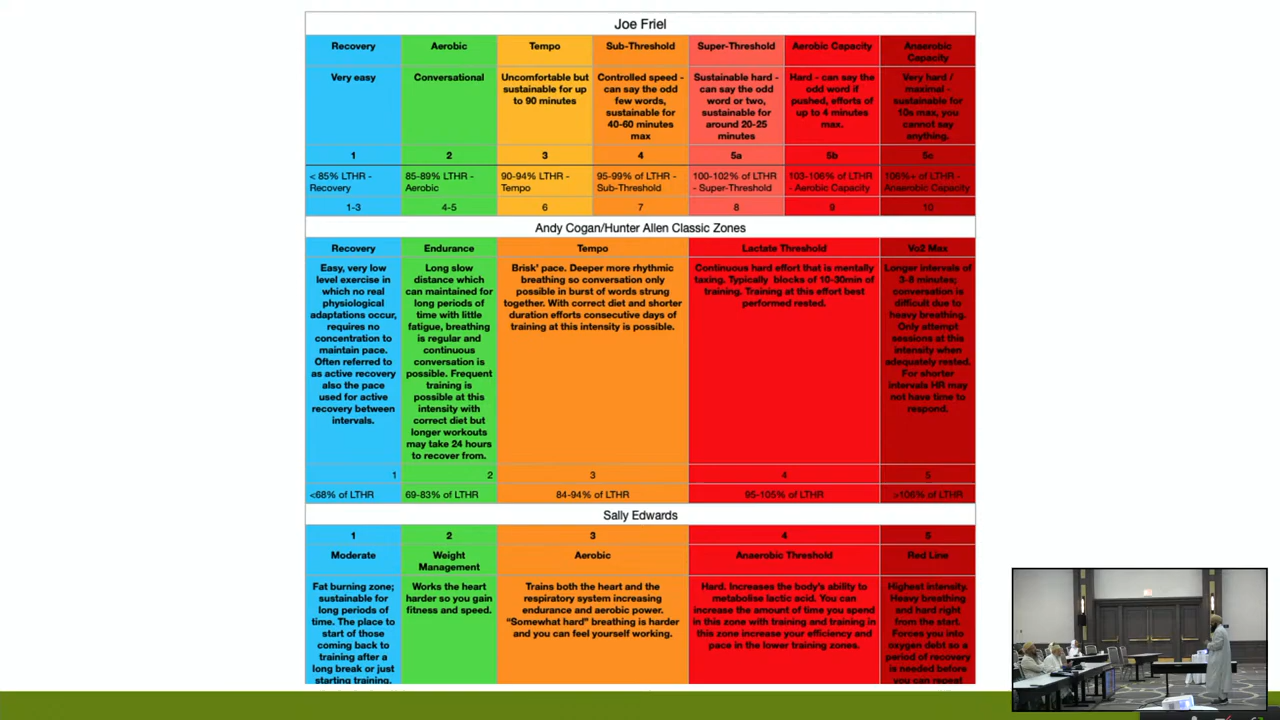 Joe Friel
Recovery
Aerobic
Tempo
Sub-Threshold
Super-Threshold
Aerobic Capacity
Anaerobic
Capacity
Very easy
Conversational
Uncomfortable but
sustainable for up
to 90 minutes
Controlled speed -
can say the odd
few words,
sustainable for
40-60 minutes
max
Sustainable hard -
can say the odd
word or two,
sustainable for
around 20-25
minutes
Hard - can say the
odd word if
pushed, efforts of
up to 4 minutes
max.
Very hard /
maximal -
sustainable for
10s max, you
cannot say
anything.
1
2
3
4
5a
5b
5c
< 85% LTHR -
Recovery
85-89% LTHR -
Aerobic
90-94% LTHR -
Tempo
95-99% of LTHR -
Sub-Threshold
100-102% of LTHR
- Super-Threshold
103-106% of LTHR
- Aerobic Capacity
106%+ of LTHR -
Anaerobic Capacity
1-3
4-5
6
7
8
9
10
Andy Cogan/Hunter Allen Classic Zones
Recovery
Endurance
Tempo
Lactate Threshold
Vo2 Max
Easy, very low
level exercise in
which no real
physiological
adaptations occur,
requires no
concentration to
maintain pace.
Often referred to
as active recovery
also the pace
used for active
recovery between
intervals.
Long slow
distance which
can maintained for
long periods of
time with little
fatigue, breathing
is regular and
continuous
conversation is
possible. Frequent
training is
possible at this
intensity with
correct diet but
longer workouts
may take 24 hours
to recover from.
Brisk' pace. Deeper more rhythmic
breathing so conversation only
possible in burst of words strung
together. With correct diet and shorter
duration efforts consecutive days of
training at this intensity is possible.
Continuous hard effort that is mentally
taxing. Typically blocks of 10-30min of
training. Training at this effort best
performed rested.
Longer intervals of
3-8 minutes;
conversation is
difficult due to
heavy breathing.
Only attempt
sessions at this
intensity when
adequately rested.
For shorter
intervals HR may
not have time to
respond.
1
2
3
4
5
<68% of LTHR
69-83% of LTHR
84-94% of LTHR
95-105% of LTHR
>106% of LTHR
Sally Edwards
1
2
3
4
5
Moderate
Weight
Management
Aerobic
Anaerobic Threshold
Red Line
Fat burning zone;
sustainable for
long periods of
time. The place to
start of those
coming back to
training after a
long break or just
starting training.
Works the heart
harder so you gain
fitness and speed.
Trains both the heart and the
respiratory system increasing
endurance and aerobic power.
“Somewhat hard” breathing is harder
and you can feel yourself working.
Hard. Increases the body's ability to
metabolise lactic acid. You can
increase the amount of time you spend
in this zone with training and training in
this zone increase your efficiency and
pace in the lower training zones.
Highest intensity.
Heavy breathing
and hard right
from the start.
Forces you into
oxygen debt so a
period of recovery
is needed before
you can repeat